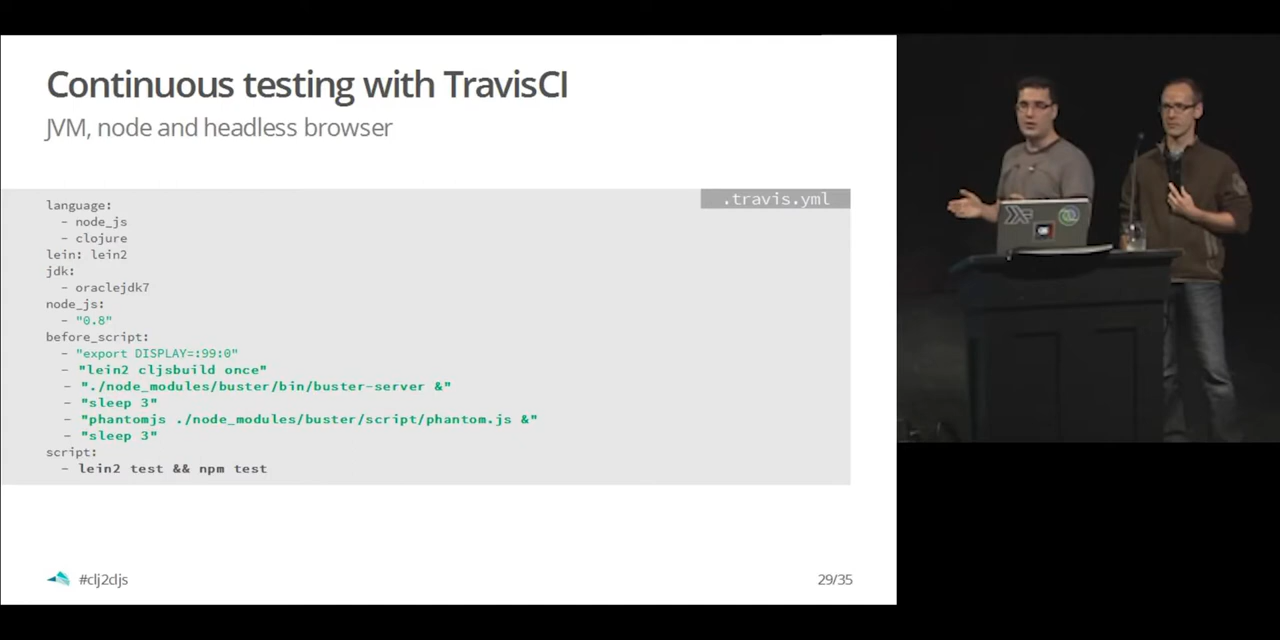 Continuous testing with TravisCI
JVM, node and headless browser
.travis.yml
language:
- node_js
- clojure
lein: lein2
jdk:
- oraclejdk7
node_js:
- "0.8"
before_script:
- "export DISPLAY=:99:0"
- "lein2 cljsbuild once"
- "./node_modules/buster/bin/buster-server &"
- "sleep 3"
- "phantomjs ./node_modules/buster/script/phantom.js &"
- "sleep 3"
script:
- lein2 test && npm test
#clj2cljs
29/35